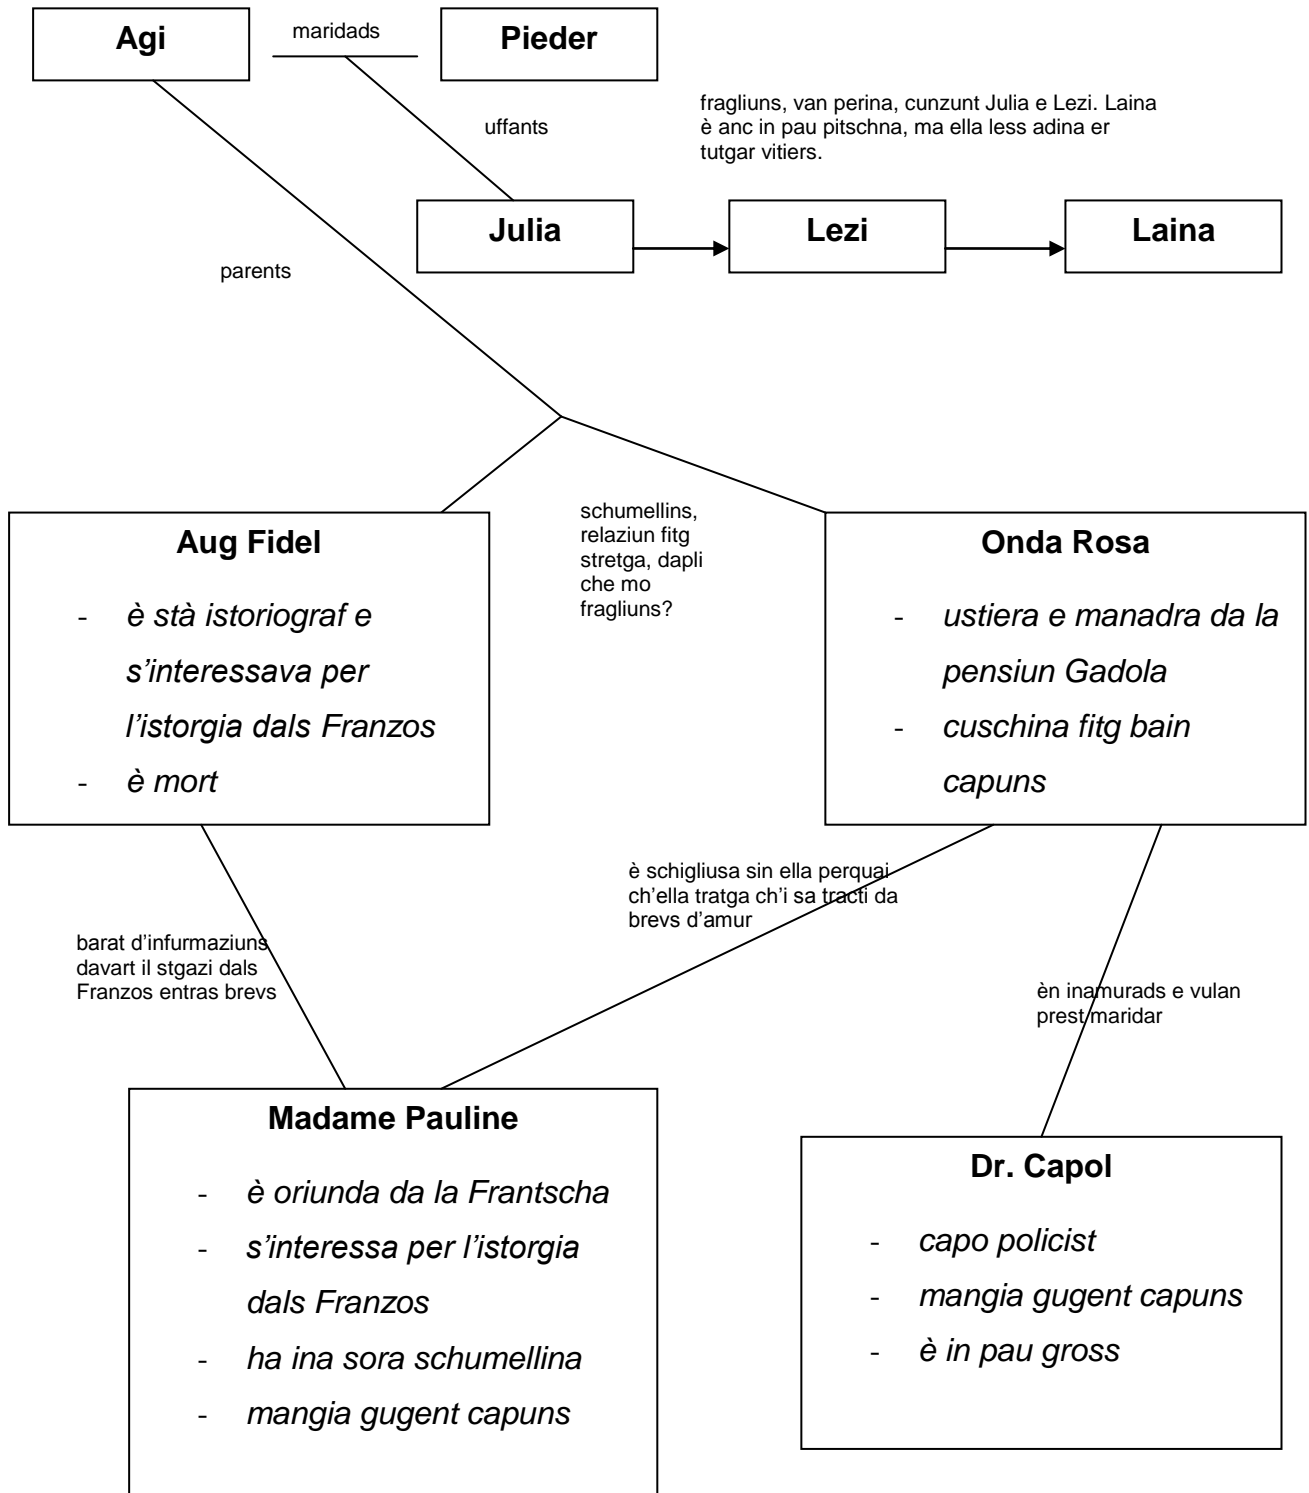 Agi
maridads
Pieder
uffants
fragliuns, van perina, cunzunt Julia e Lezi. Laina
è anc in pau pitschna, ma ella less adina er
tutgar vitiers.
Julia
Lezi
Laina
parents
schumellins,
relaziun fitg
stretga, dapli
che mo
fragliuns?
Aug Fidel
- è stà istoriograf e
s’interessava per
l’istorgia dals Franzos
- è mort
Onda Rosa
- ustiera e manadra da la
pensiun Gadola
- cuschina fitg bain
capuns
è schigliusa sin ella perquai
ch’ella tratga ch’i sa tracti da
brevs d’amur
barat d’infurmaziuns
davart il stgazi dals
Franzos entras brevs
èn inamurads e vulan
prest maridar
Madame Pauline
- è oriunda da la Frantscha
- s’interessa per l’istorgia
dals Franzos
- ha ina sora schumellina
- mangia gugent capuns
Dr. Capol
- capo policist
- mangia gugent capuns
- è in pau gross